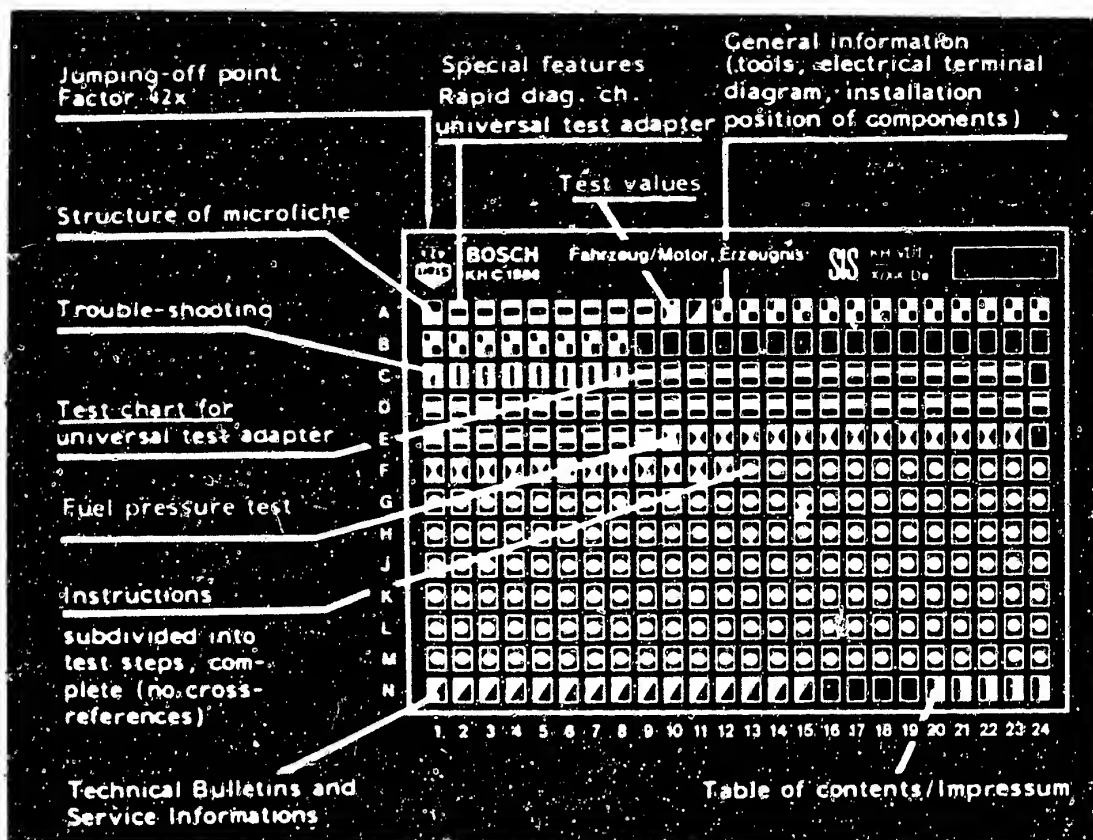 Jumping-off point
Factor 42x
Special features
Rapid diag. ch.
universal test adapter
General information
(tools, electrical terminal
diagram, installation
position of components)
Test values
Structure of microfiche
BOSCH
KH C 1986
Fahrzeug/Motor, Erzeugnis
SIS
Trouble-shooting
Test chart for
universal test adapter
Fuel pressure test
Instructions
subdivided into
test steps, com-
plete (no cross-
references)
A
B
C
D
E
F
G
H
J
K
L
M
N
1 2 3 4 5 6 7 8 9 10 11 12 13 14 15 16 17 18 19 20 21 22 23 24
Technical Bulletins and
Service Informations
Table of contents/Impressum